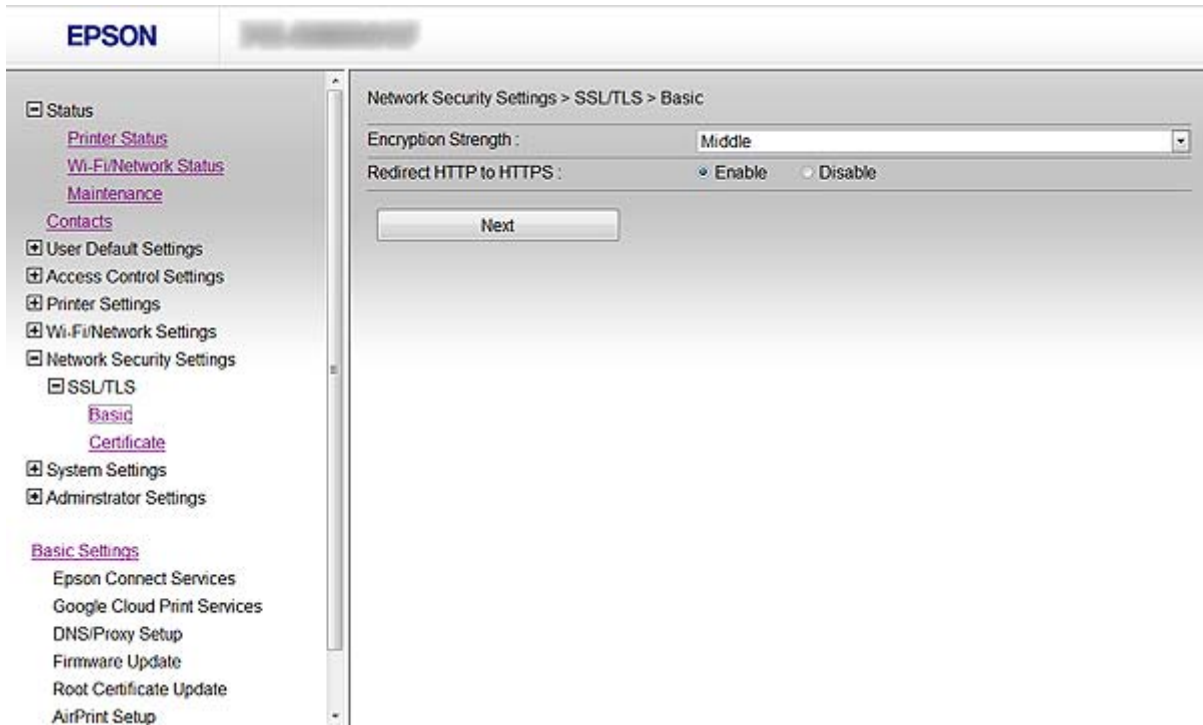 EPSON
Status
Printer Status
Wi-Fi/Network Status
Maintenance
Contacts
User Default Settings
Access Control Settings
Printer Settings
Wi-Fi/Network Settings
Network Security Settings
SSL/TLS
Basic
Certificate
System Settings
Adminstrator Settings
Basic Settings
Epson Connect Services
Google Cloud Print Services
DNS/Proxy Setup
Firmware Update
Root Certificate Update
AirPrint Setup
Network Security Settings > SSL/TLS > Basic
Encryption Strength : Middle
Redirect HTTP to HTTPS : Enable Disable
Next